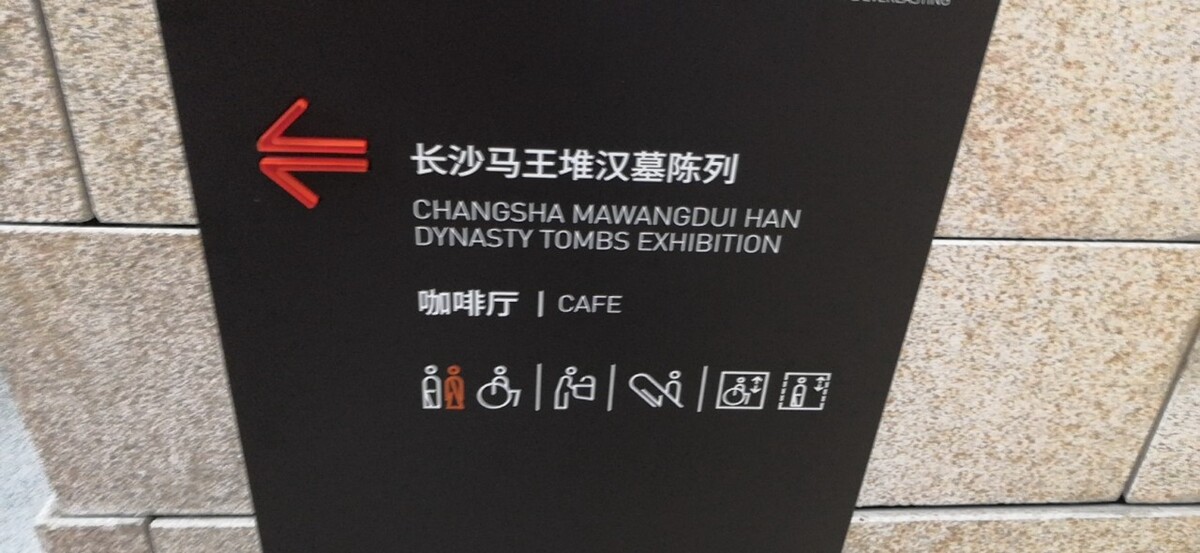 长沙马王堆汉墓陈列
CHANGSHA MAWANGDUI HAN
DYNASTY TOMBS EXHIBITION
咖啡厅 | CAFE